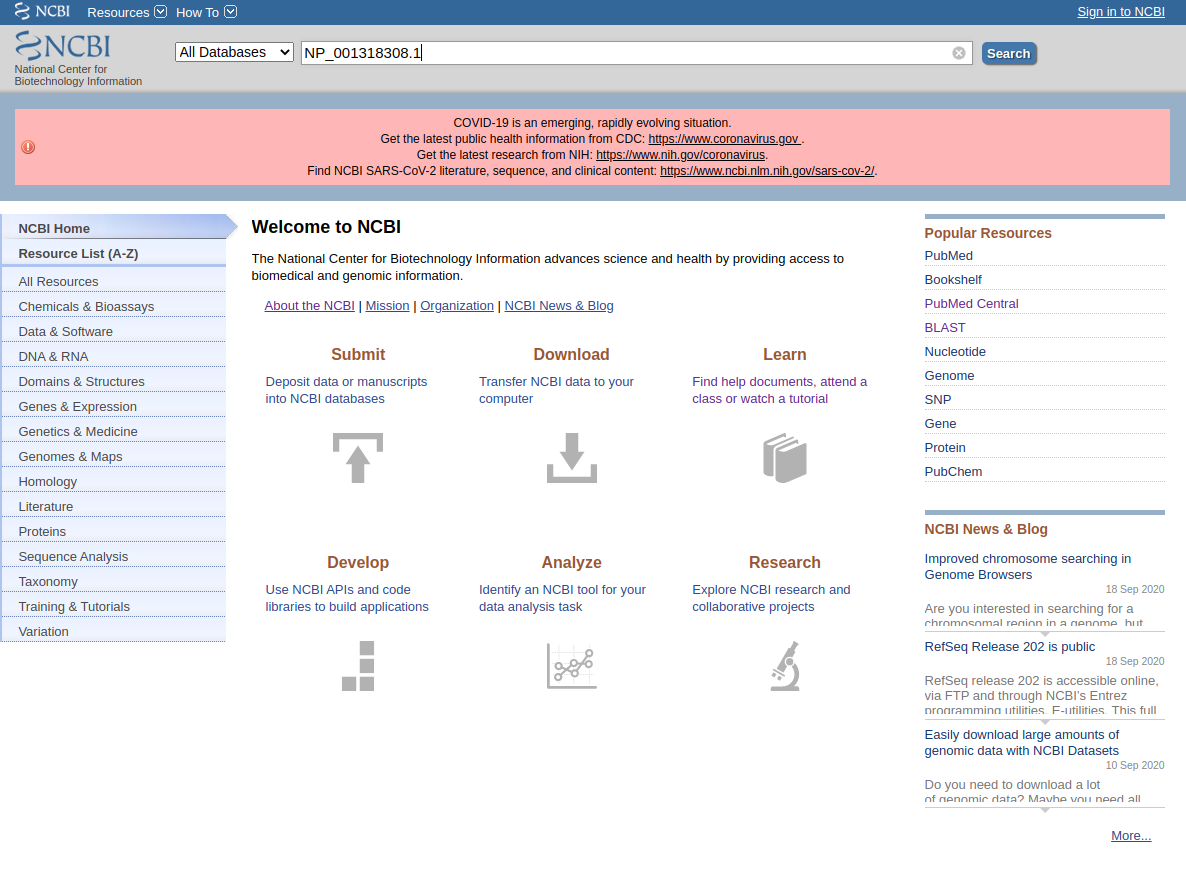 NCBI Resources How To Sign in to NCBI
NCBI
National Center for
Biotechnology Information
All Databases NP_001318308.1 Search
COVID-19 is an emerging, rapidly evolving situation.
Get the latest public health information from CDC: https://www.coronavirus.gov .
Get the latest research from NIH: https://www.nih.gov/coronavirus.
Find NCBI SARS-CoV-2 literature, sequence, and clinical content: https://www.ncbi.nlm.nih.gov/sars-cov-2/.
NCBI Home
Resource List (A-Z)
All Resources
Chemicals & Bioassays
Data & Software
DNA & RNA
Domains & Structures
Genes & Expression
Genetics & Medicine
Genomes & Maps
Homology
Literature
Proteins
Sequence Analysis
Taxonomy
Training & Tutorials
Variation
Welcome to NCBI
The National Center for Biotechnology Information advances science and health by providing access to
biomedical and genomic information.
About the NCBI | Mission | Organization | NCBI News & Blog
Submit
Deposit data or manuscripts
into NCBI databases
Download
Transfer NCBI data to your
computer
Learn
Find help documents, attend a
class or watch a tutorial
Develop
Use NCBI APIs and code
libraries to build applications
Analyze
Identify an NCBI tool for your
data analysis task
Research
Explore NCBI research and
collaborative projects
Popular Resources
PubMed
Bookshelf
PubMed Central
BLAST
Nucleotide
Genome
SNP
Gene
Protein
PubChem
NCBI News & Blog
Improved chromosome searching in
Genome Browsers
18 Sep 2020
Are you interested in searching for a
chromosomal region in a genome, but
RefSeq Release 202 is public
18 Sep 2020
RefSeq release 202 is accessible online,
via FTP and through NCBI's Entrez
programming utilities, E-utilities. This full
Easily download large amounts of
genomic data with NCBI Datasets
10 Sep 2020
Do you need to download a lot
of genomic data? Maybe you need all
More...